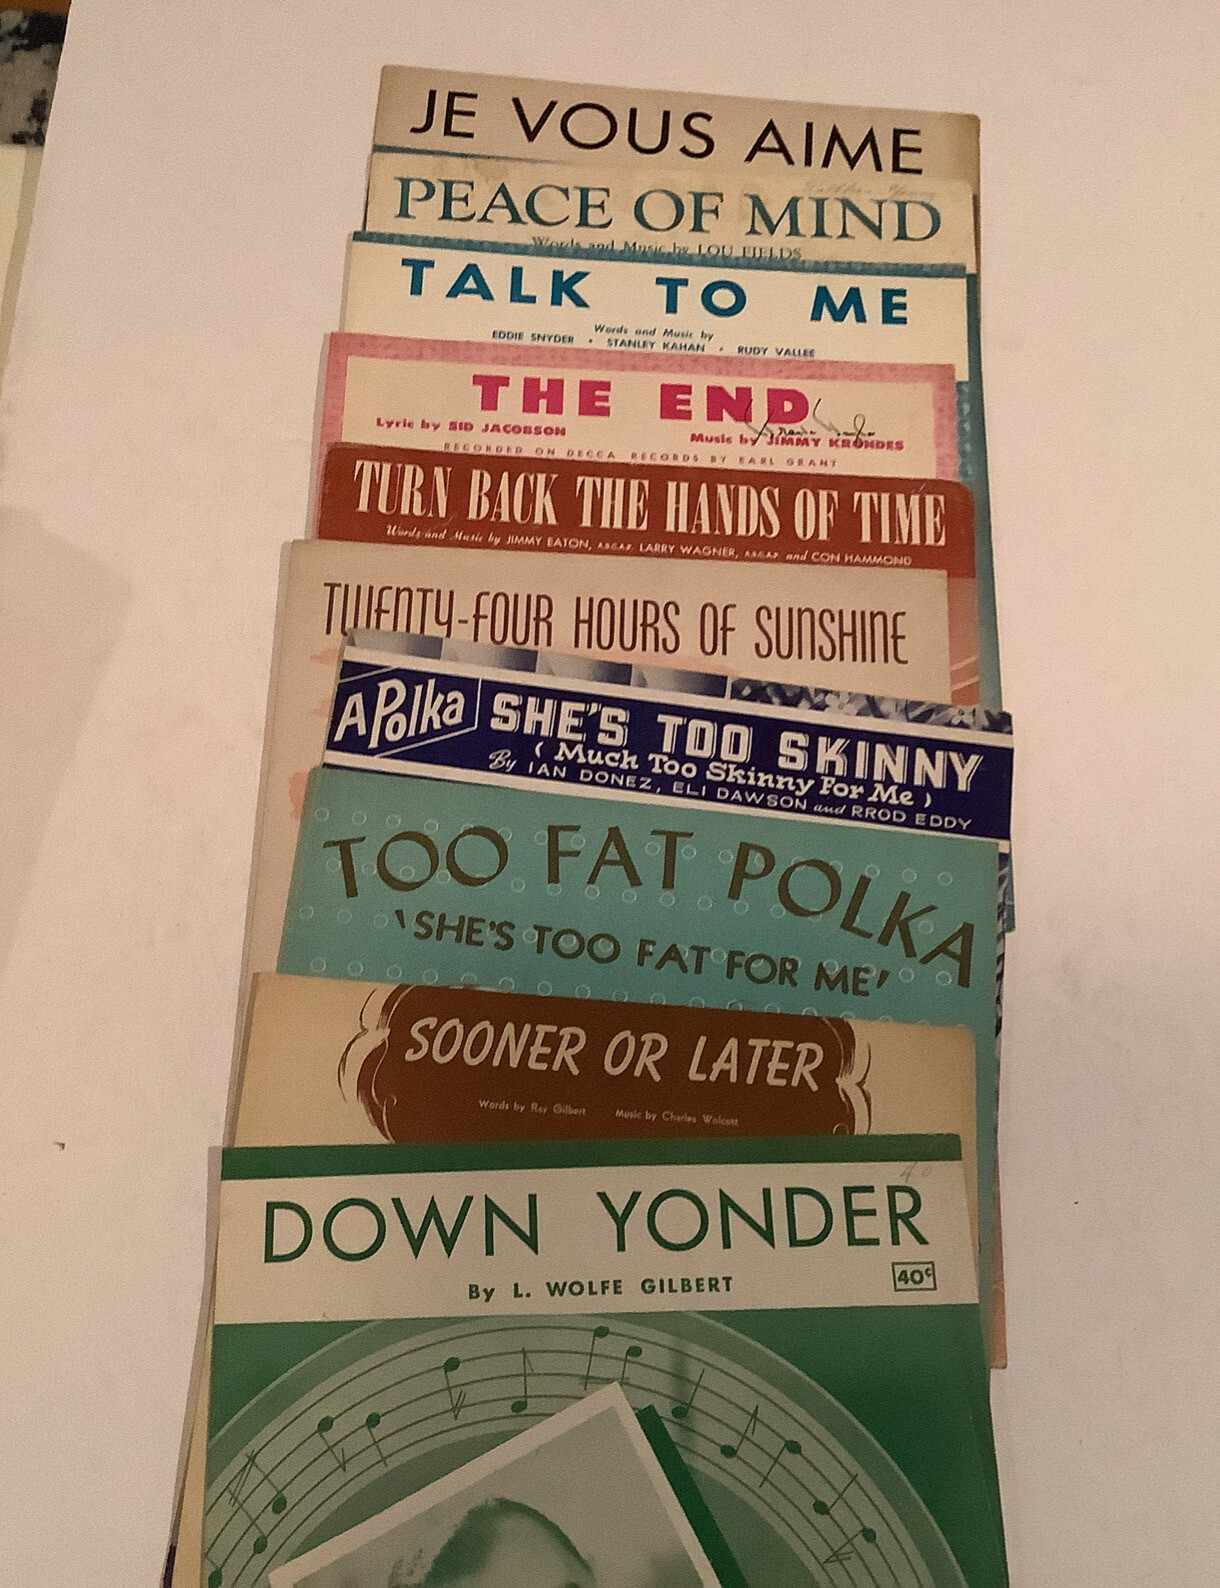 JE VOUS AIME
PEACE OF MIND
Words and Music by LOU FIELDS
TALK TO ME
Words and Music by
EDDIE SNYDER • STANLEY KAHAN • RUDY VALLEE
THE END
Lyric by SID JACOBSON
Music by JIMMY KRONDES
RECORDED ON DECCA RECORDS BY EARL GRANT
TURN BACK THE HANDS OF TIME
Words and Music by JIMMY EATON, A.S.C.A.P. LARRY WAGNER, A.S.C.A.P. and CON HAMMOND
TWENTY-FOUR HOURS OF SUNSHINE
A Polka
SHE'S TOO SKINNY
(Much Too Skinny For Me)
By IAN DONEZ, ELI DAWSON and RROD EDDY
TOO FAT POLKA
'SHE'S TOO FAT FOR ME'
SOONER OR LATER
Words by Ray Gilbert Music by Charles Wolcott
DOWN YONDER
By L. WOLFE GILBERT
40¢